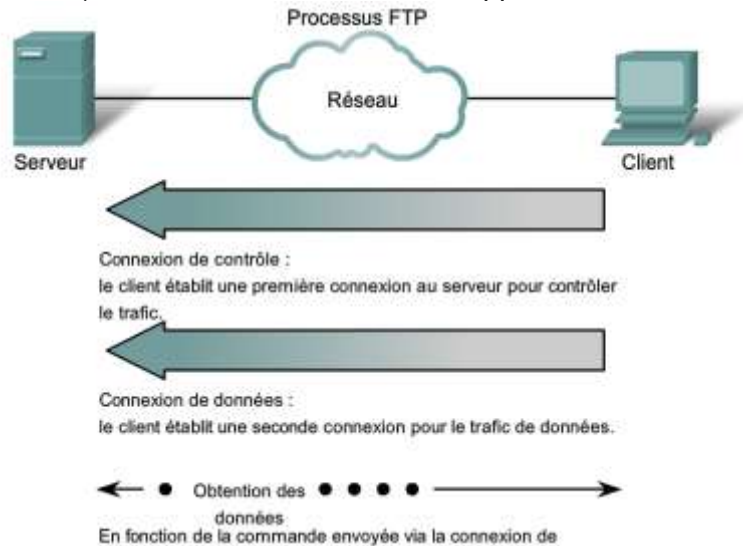 Processus FTP
Réseau
Serveur
Client
Connexion de contrôle :
le client établit une première connexion au serveur pour contrôler
le trafic.
Connexion de données :
le client établit une seconde connexion pour le trafic de données.
Obtention des
données
En fonction de la commande envoyée via la connexion de